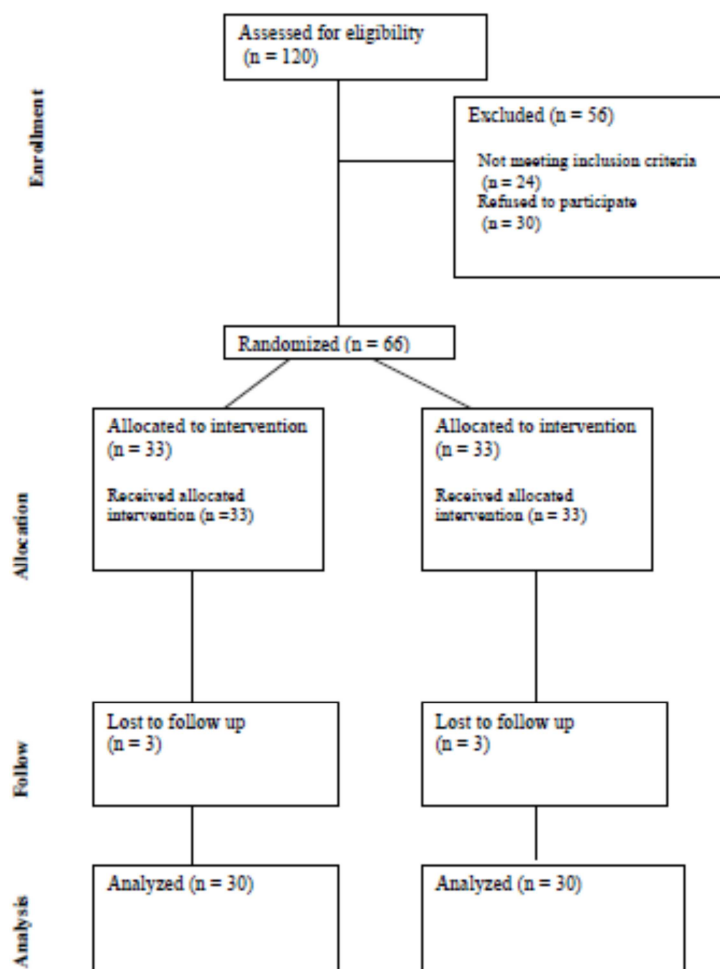 Assessed for eligibility
(n = 120)
Enrollment
Excluded (n = 56)
Not meeting inclusion criteria
(n = 24)
Refused to participate
(n = 30)
Randomized (n = 66)
Allocated to intervention
(n = 33)
Received allocated
intervention (n =33)
Allocated to intervention
(n = 33)
Received allocated
intervention (n = 33)
Allocation
Lost to follow up
(n = 3)
Lost to follow up
(n = 3)
Follow
Analyzed (n = 30)
Analyzed (n = 30)
Analysis